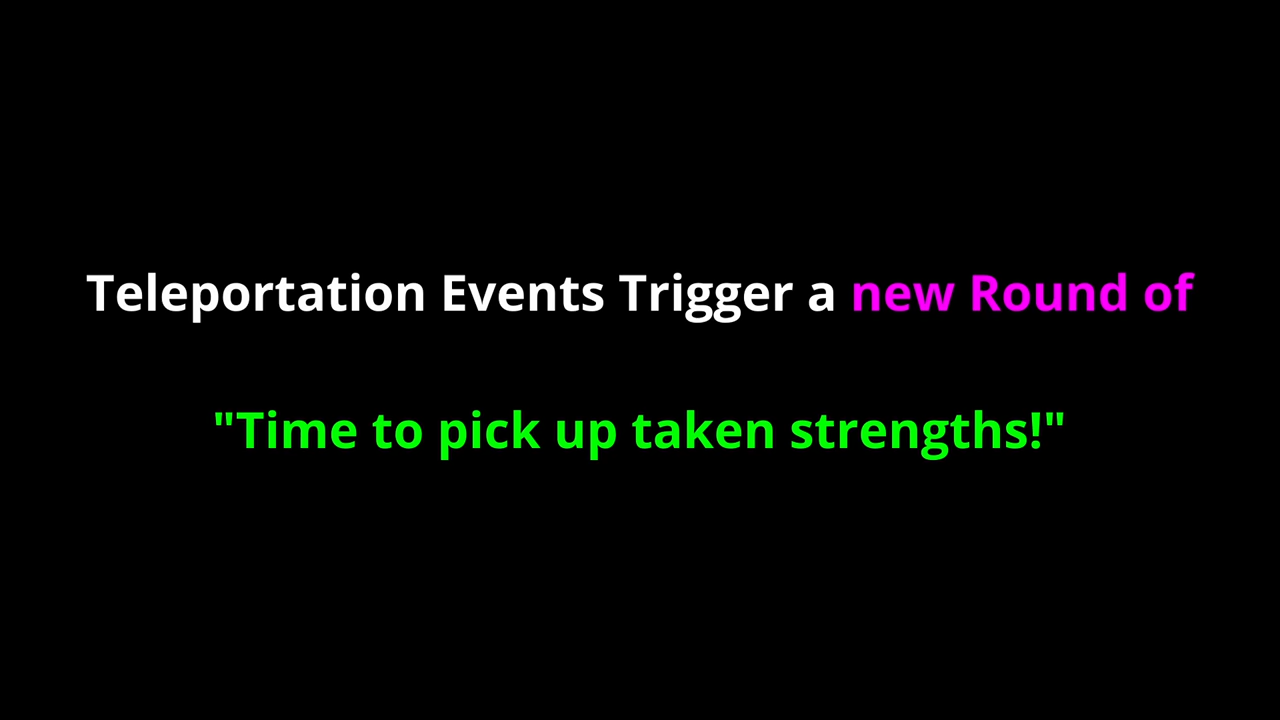 Teleportation Events Trigger a new Round of
"Time to pick up taken strengths!"